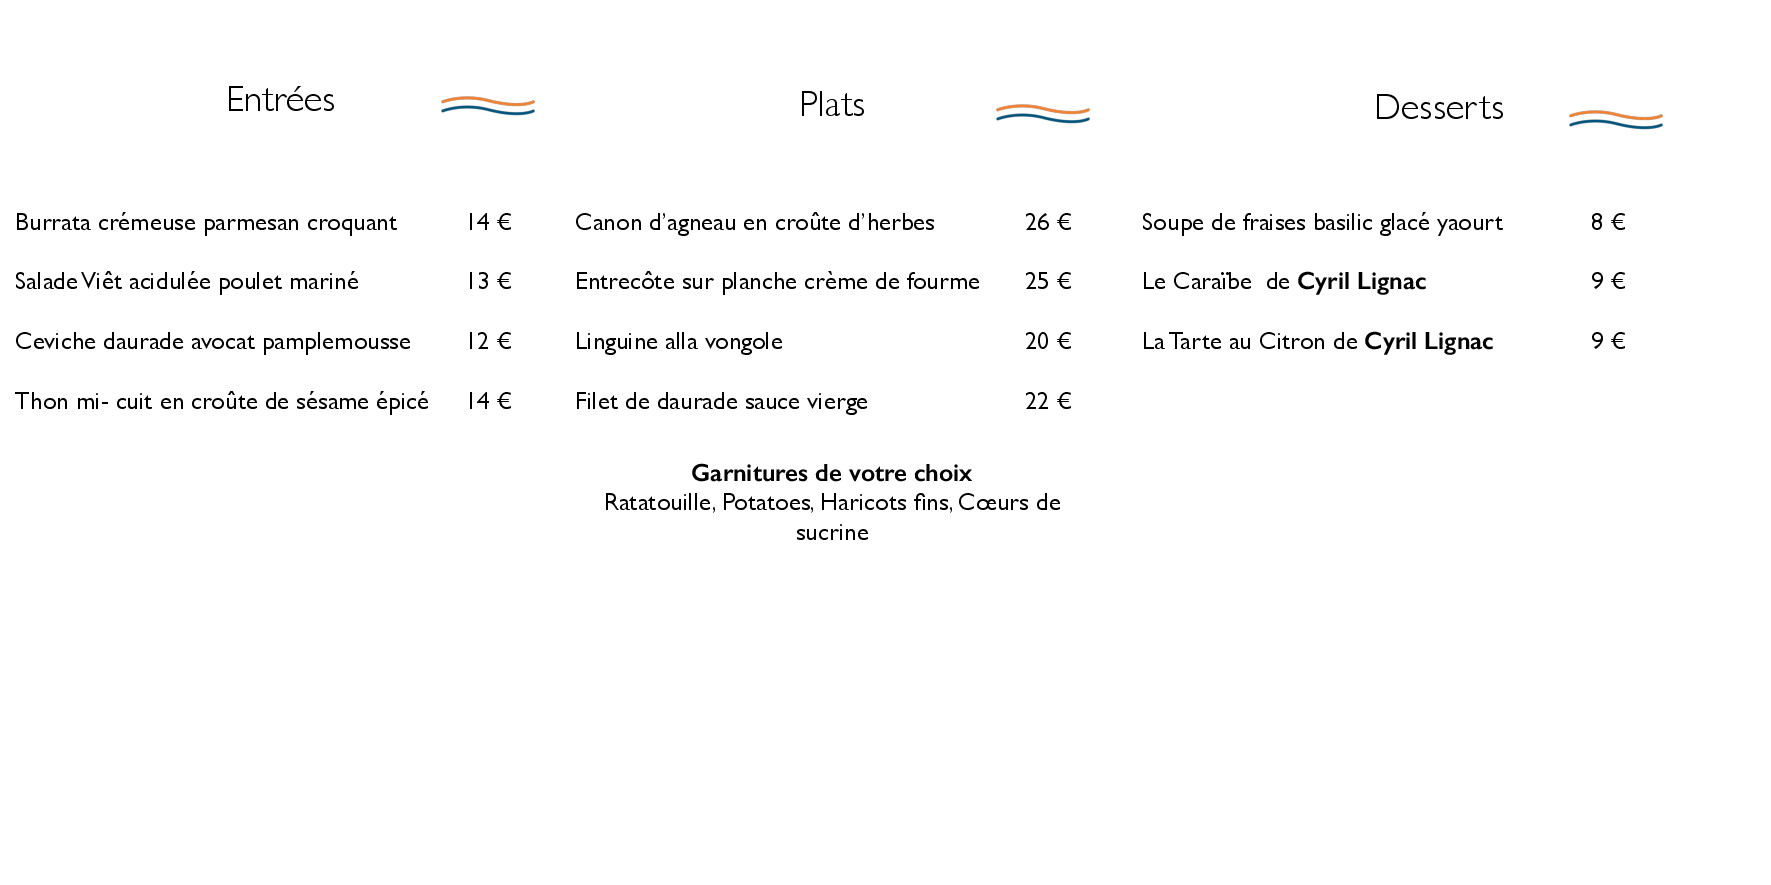 Entrées
Burrata crémeuse parmesan croquant 14 €
Salade Viêt acidulée poulet mariné 13 €
Ceviche daurade avocat pamplemousse 12 €
Thon mi- cuit en croûte de sésame épicé 14 €
Plats
Canon d’agneau en croûte d’herbes 26 €
Entrecôte sur planche crème de fourme 25 €
Linguine alla vongole 20 €
Filet de daurade sauce vierge 22 €
Garnitures de votre choix
Ratatouille, Potatoes, Haricots fins, Cœurs de
sucrine
Desserts
Soupe de fraises basilic glacé yaourt 8 €
Le Caraïbe  de Cyril Lignac 9 €
La Tarte au Citron de Cyril Lignac 9 €